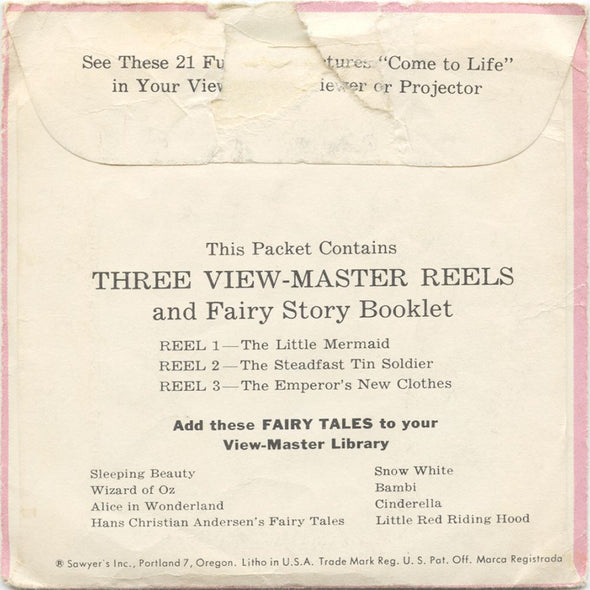 See These 21 Fu tures "Come to Life"
in Your View iewer or Projector
This Packet Contains
THREE VIEW-MASTER REELS
and Fairy Story Booklet
REEL 1—The Little Mermaid
REEL 2—The Steadfast Tin Soldier
REEL 3—The Emperor's New Clothes
Add these FAIRY TALES to your
View-Master Library
Sleeping Beauty
Wizard of Oz
Alice in Wonderland
Hans Christian Andersen's Fairy Tales
Snow White
Bambi
Cinderella
Little Red Riding Hood
® Sawyer's Inc., Portland 7, Oregon. Litho in U.S.A. Trade Mark Reg. U. S. Pat. Off. Marca Registrada